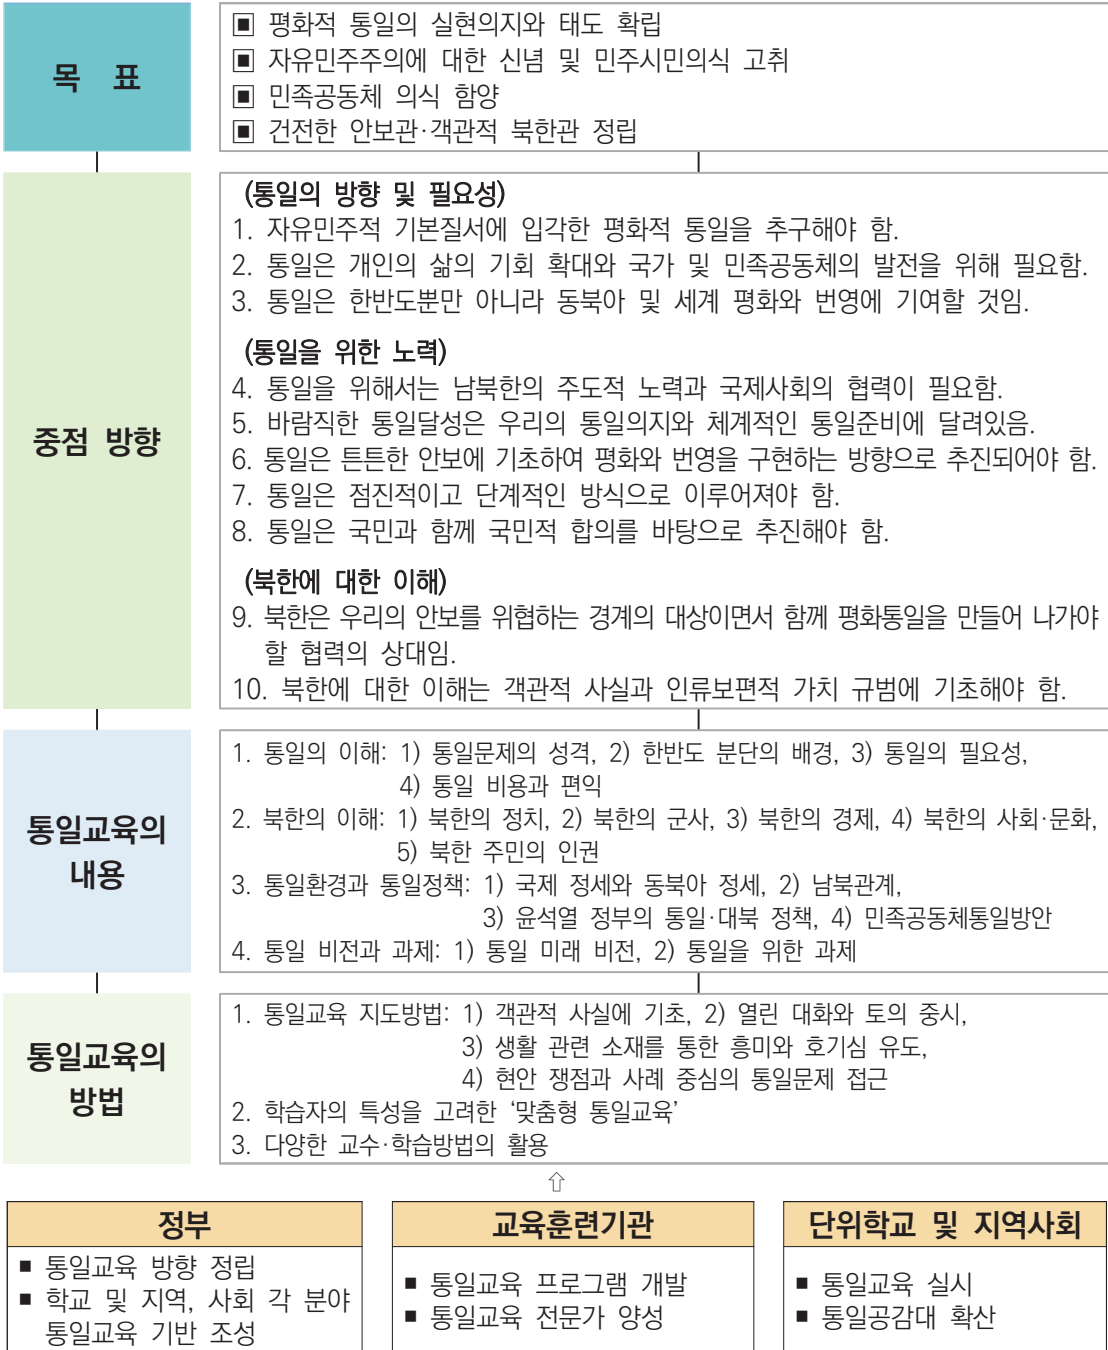 목 표
▣ 평화적 통일의 실현의지와 태도 확립
▣ 자유민주주의에 대한 신념 및 민주시민의식 고취
▣ 민족공동체 의식 함양
▣ 건전한 안보관·객관적 북한관 정립
중점 방향
(통일의 방향 및 필요성)
1. 자유민주적 기본질서에 입각한 평화적 통일을 추구해야 함.
2. 통일은 개인의 삶의 기회 확대와 국가 및 민족공동체의 발전을 위해 필요함.
3. 통일은 한반도뿐만 아니라 동북아 및 세계 평화와 번영에 기여할 것임.
(통일을 위한 노력)
4. 통일을 위해서는 남북한의 주도적 노력과 국제사회의 협력이 필요함.
5. 바람직한 통일달성은 우리의 통일의지와 체계적인 통일준비에 달려있음.
6. 통일은 튼튼한 안보에 기초하여 평화와 번영을 구현하는 방향으로 추진되어야 함.
7. 통일은 점진적이고 단계적인 방식으로 이루어져야 함.
8. 통일은 국민과 함께 국민적 합의를 바탕으로 추진해야 함.
(북한에 대한 이해)
9. 북한은 우리의 안보를 위협하는 경계의 대상이면서 함께 평화통일을 만들어 나가야
할 협력의 상대임.
10. 북한에 대한 이해는 객관적 사실과 인류보편적 가치 규범에 기초해야 함.
통일교육의
내용
1. 통일의 이해: 1) 통일문제의 성격, 2) 한반도 분단의 배경, 3) 통일의 필요성,
4) 통일 비용과 편익
2. 북한의 이해: 1) 북한의 정치, 2) 북한의 군사, 3) 북한의 경제, 4) 북한의 사회·문화,
5) 북한 주민의 인권
3. 통일환경과 통일정책: 1) 국제 정세와 동북아 정세, 2) 남북관계,
3) 윤석열 정부의 통일·대북 정책, 4) 민족공동체통일방안
4. 통일 비전과 과제: 1) 통일 미래 비전, 2) 통일을 위한 과제
통일교육의
방법
1. 통일교육 지도방법: 1) 객관적 사실에 기초, 2) 열린 대화와 토의 중시,
3) 생활 관련 소재를 통한 흥미와 호기심 유도,
4) 현안 쟁점과 사례 중심의 통일문제 접근
2. 학습자의 특성을 고려한 ‘맞춤형 통일교육’
3. 다양한 교수·학습방법의 활용
⇧
정부
■ 통일교육 방향 정립
■ 학교 및 지역, 사회 각 분야
통일교육 기반 조성
교육훈련기관
■ 통일교육 프로그램 개발
■ 통일교육 전문가 양성
단위학교 및 지역사회
■ 통일교육 실시
■ 통일공감대 확산